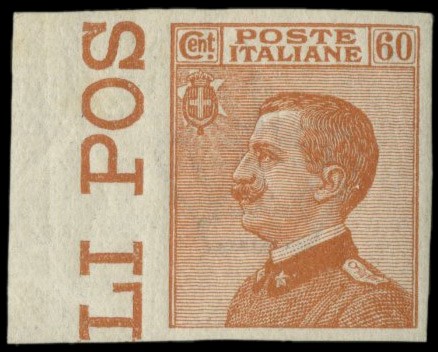 LI POS
Cent. POSTE 60
ITALIANE